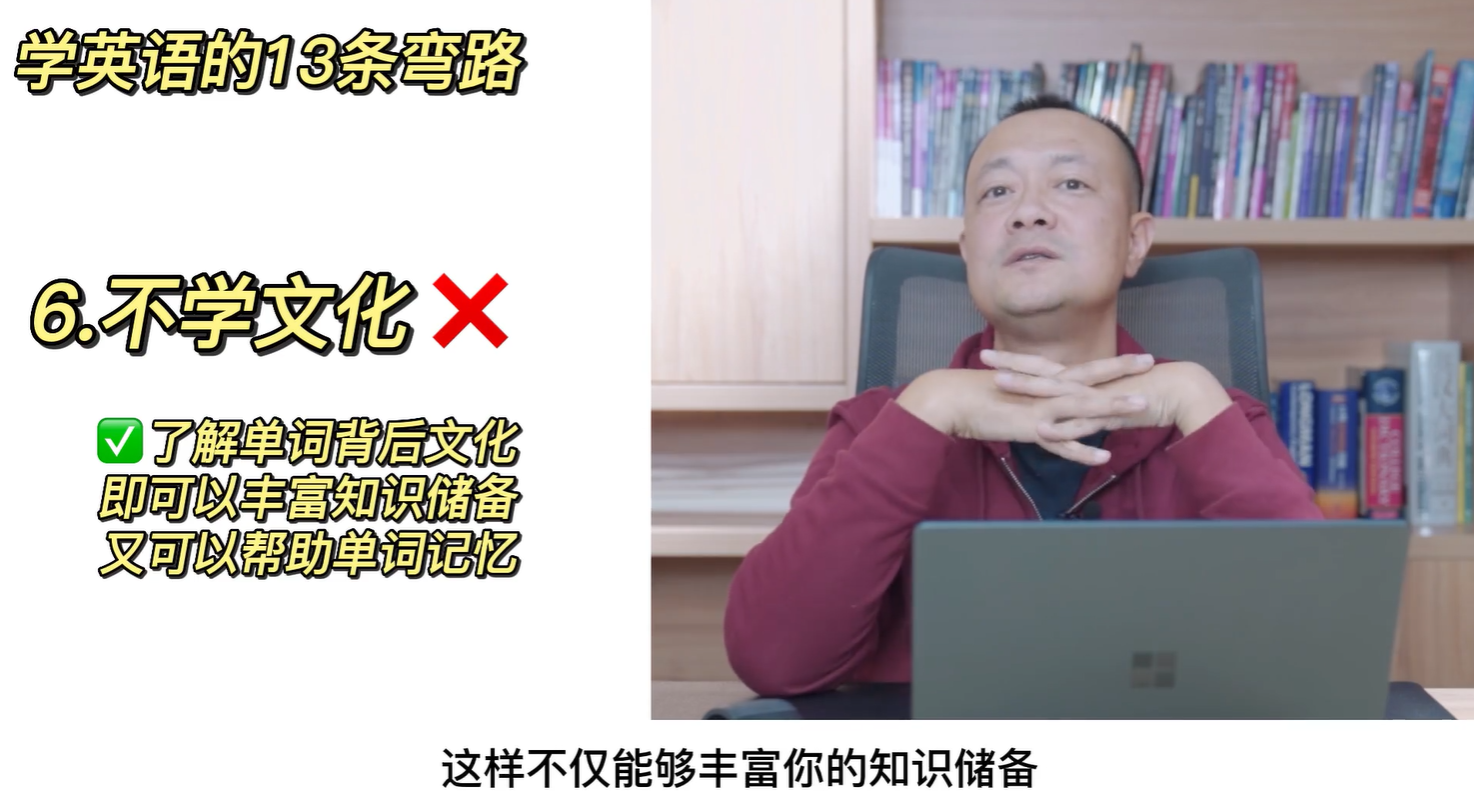 学英语的13条弯路
6.不学文化
了解单词背后文化
即可以丰富知识储备
又可以帮助单词记忆
LONGMAN
这样不仅能够丰富你的知识储备